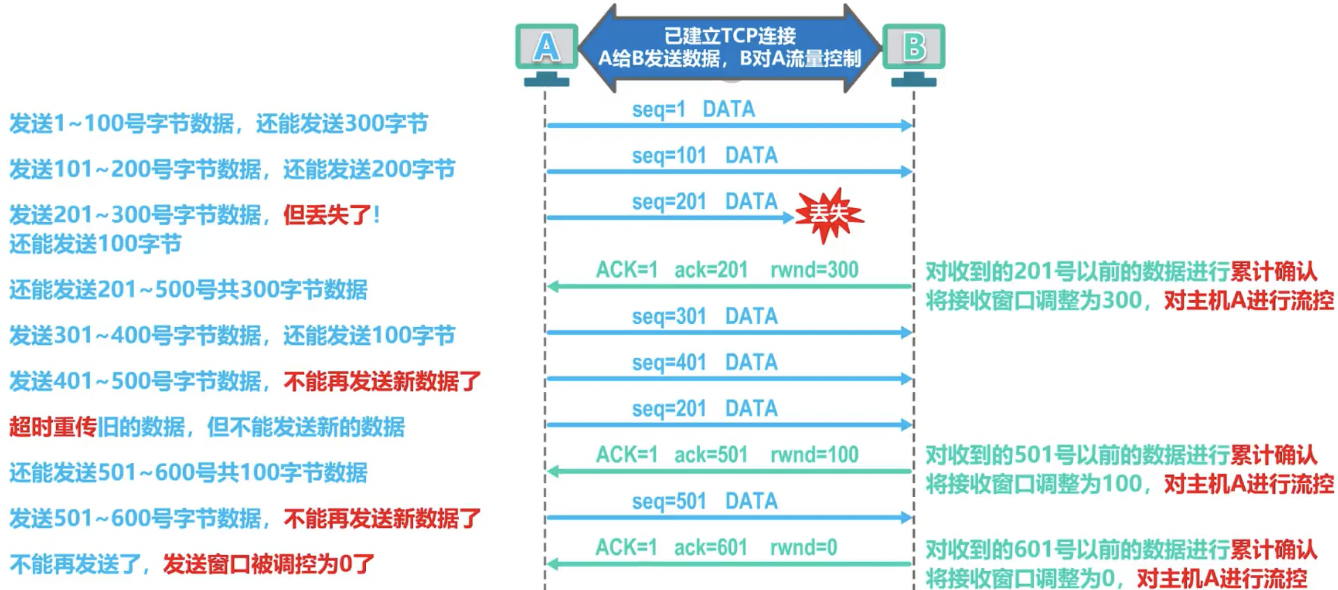 A
已建立TCP连接
A给B发送数据，B对A流量控制
B
发送1~100号字节数据，还能发送300字节
seq=1 DATA
发送101~200号字节数据，还能发送200字节
seq=101 DATA
发送201~300号字节数据，但丢失了！
还能发送100字节
seq=201 DATA
丢失
还能发送201~500号共300字节数据
ACK=1 ack=201 rwnd=300
对收到的201号以前的数据进行累计确认
将接收窗口调整为300，对主机A进行流控
发送301~400号字节数据，还能发送100字节
seq=301 DATA
发送401~500号字节数据，不能再发送新数据了
seq=401 DATA
超时重传旧的数据，但不能发送新的数据
seq=201 DATA
还能发送501~600号共100字节数据
ACK=1 ack=501 rwnd=100
对收到的501号以前的数据进行累计确认
将接收窗口调整为100，对主机A进行流控
发送501~600号字节数据，不能再发送新数据了
seq=501 DATA
不能再发送了，发送窗口被调控为0了
ACK=1 ack=601 rwnd=0
对收到的601号以前的数据进行累计确认
将接收窗口调整为0，对主机A进行流控